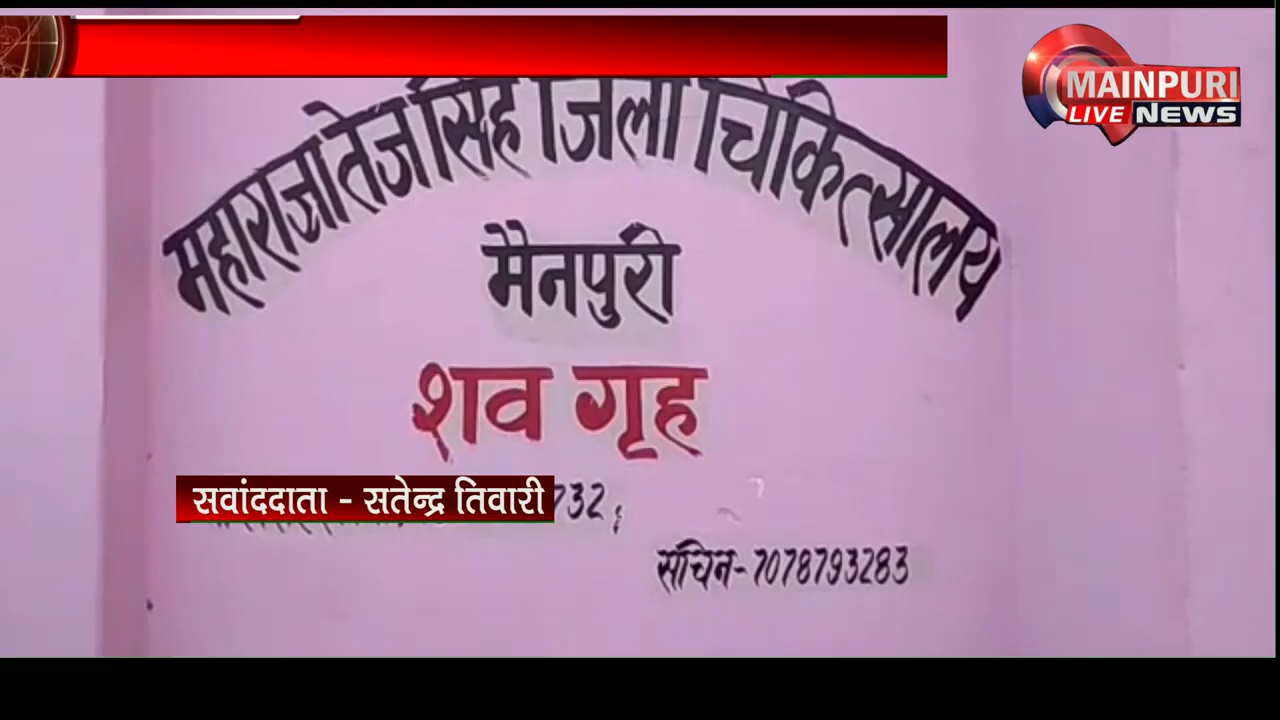 MAINPURI
LIVE NEWS
महाराजा तेज सिंह जिला चिकित्सालय
मैनपुरी
शव गृह
सवांददाता - सतेन्द्र तिवारी
732
सचिन-7078793283